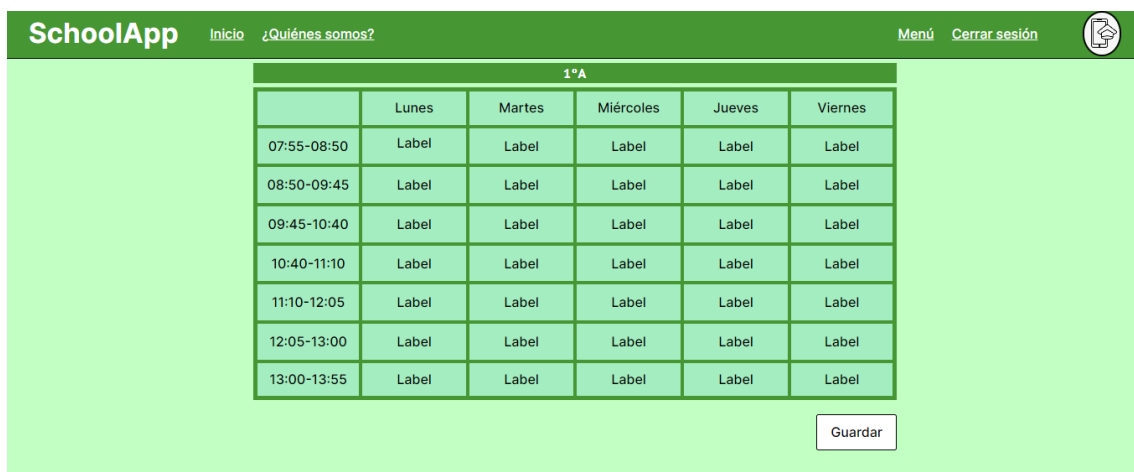 SchoolApp Inicio ¿Quiénes somos? Menú Cerrar sesión
1ºA
Lunes Martes Miércoles Jueves Viernes
07:55-08:50 Label Label Label Label Label
08:50-09:45 Label Label Label Label Label
09:45-10:40 Label Label Label Label Label
10:40-11:10 Label Label Label Label Label
11:10-12:05 Label Label Label Label Label
12:05-13:00 Label Label Label Label Label
13:00-13:55 Label Label Label Label Label
Guardar